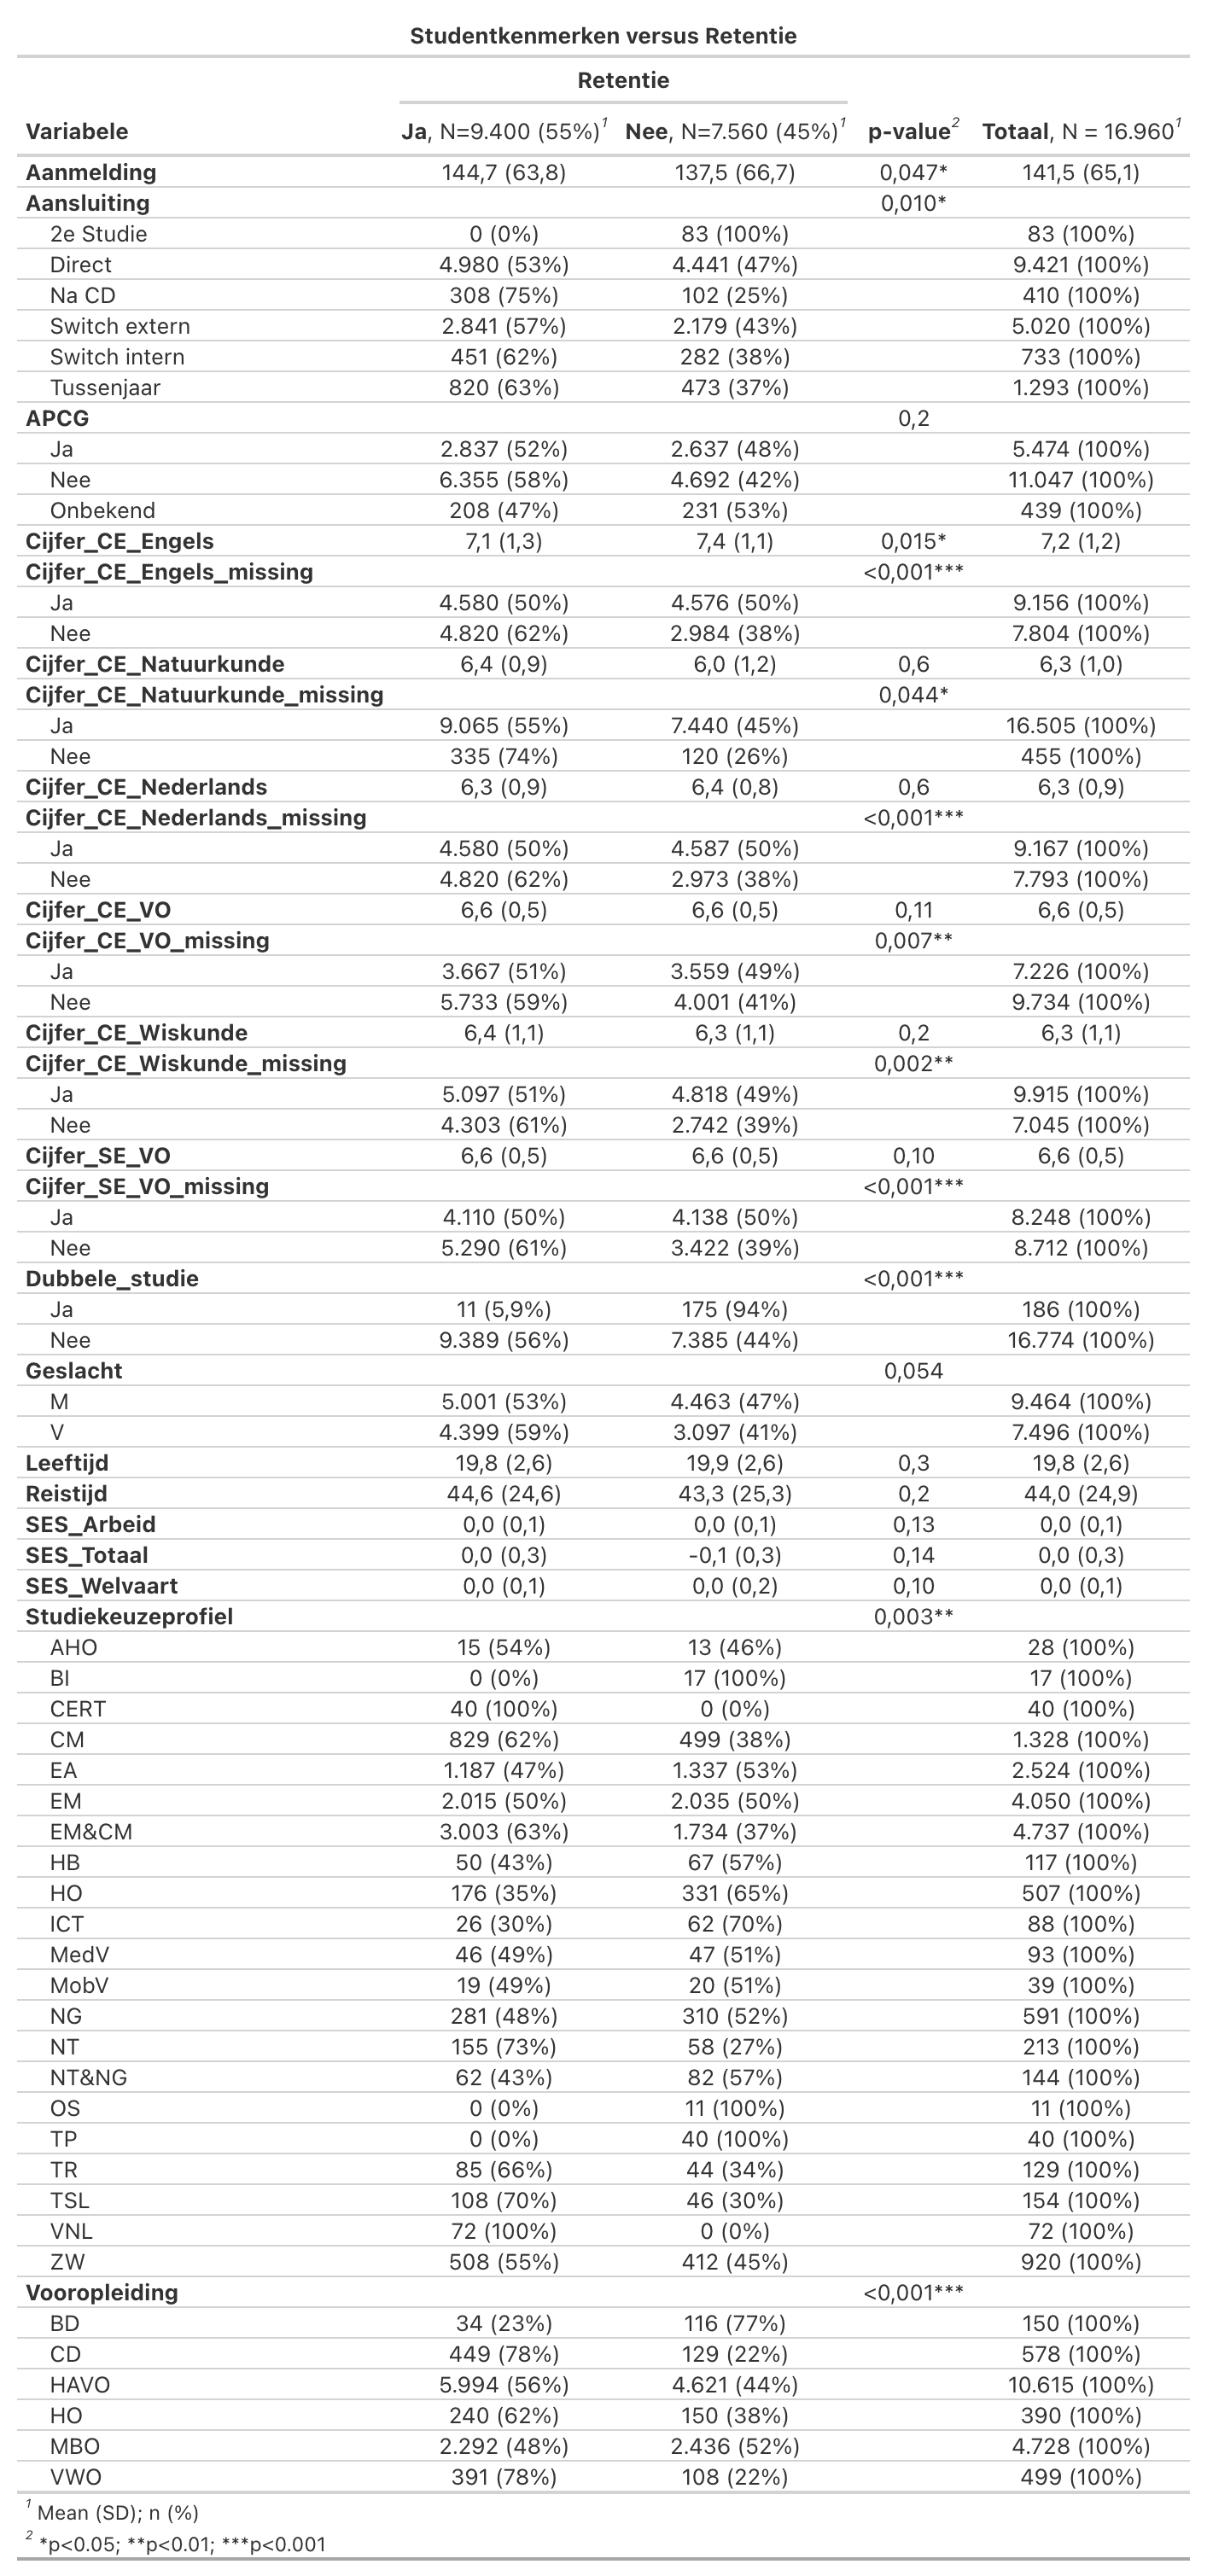 Studentkenmerken versus Retentie
Retentie
Variabele Ja, N=9.400 (55%)1 Nee, N=7.560 (45%)1 p-value2 Totaal, N = 16.9601
Aanmelding 144,7 (63,8) 137,5 (66,7) 0,047* 141,5 (65,1)
Aansluiting 0,010*
2e Studie 0 (0%) 83 (100%) 83 (100%)
Direct 4.980 (53%) 4.441 (47%) 9.421 (100%)
Na CD 308 (75%) 102 (25%) 410 (100%)
Switch extern 2.841 (57%) 2.179 (43%) 5.020 (100%)
Switch intern 451 (62%) 282 (38%) 733 (100%)
Tussenjaar 820 (63%) 473 (37%) 1.293 (100%)
APCG 0,2
Ja 2.837 (52%) 2.637 (48%) 5.474 (100%)
Nee 6.355 (58%) 4.692 (42%) 11.047 (100%)
Onbekend 208 (47%) 231 (53%) 439 (100%)
Cijfer_CE_Engels 7,1 (1,3) 7,4 (1,1) 0,015* 7,2 (1,2)
Cijfer_CE_Engels_missing <0,001***
Ja 4.580 (50%) 4.576 (50%) 9.156 (100%)
Nee 4.820 (62%) 2.984 (38%) 7.804 (100%)
Cijfer_CE_Natuurkunde 6,4 (0,9) 6,0 (1,2) 0,6 6,3 (1,0)
Cijfer_CE_Natuurkunde_missing 0,044*
Ja 9.065 (55%) 7.440 (45%) 16.505 (100%)
Nee 335 (74%) 120 (26%) 455 (100%)
Cijfer_CE_Nederlands 6,3 (0,9) 6,4 (0,8) 0,6 6,3 (0,9)
Cijfer_CE_Nederlands_missing <0,001***
Ja 4.580 (50%) 4.587 (50%) 9.167 (100%)
Nee 4.820 (62%) 2.973 (38%) 7.793 (100%)
Cijfer_CE_VO 6,6 (0,5) 6,6 (0,5) 0,11 6,6 (0,5)
Cijfer_CE_VO_missing 0,007**
Ja 3.667 (51%) 3.559 (49%) 7.226 (100%)
Nee 5.733 (59%) 4.001 (41%) 9.734 (100%)
Cijfer_CE_Wiskunde 6,4 (1,1) 6,3 (1,1) 0,2 6,3 (1,1)
Cijfer_CE_Wiskunde_missing 0,002**
Ja 5.097 (51%) 4.818 (49%) 9.915 (100%)
Nee 4.303 (61%) 2.742 (39%) 7.045 (100%)
Cijfer_SE_VO 6,6 (0,5) 6,6 (0,5) 0,10 6,6 (0,5)
Cijfer_SE_VO_missing <0,001***
Ja 4.110 (50%) 4.138 (50%) 8.248 (100%)
Nee 5.290 (61%) 3.422 (39%) 8.712 (100%)
Dubbele_studie <0,001***
Ja 11 (5,9%) 175 (94%) 186 (100%)
Nee 9.389 (56%) 7.385 (44%) 16.774 (100%)
Geslacht 0,054
M 5.001 (53%) 4.463 (47%) 9.464 (100%)
V 4.399 (59%) 3.097 (41%) 7.496 (100%)
Leeftijd 19,8 (2,6) 19,9 (2,6) 0,3 19,8 (2,6)
Reistijd 44,6 (24,6) 43,3 (25,3) 0,2 44,0 (24,9)
SES_Arbeid 0,0 (0,1) 0,0 (0,1) 0,13 0,0 (0,1)
SES_Totaal 0,0 (0,3) -0,1 (0,3) 0,14 0,0 (0,3)
SES_Welvaart 0,0 (0,1) 0,0 (0,2) 0,10 0,0 (0,1)
Studiekeuzeprofiel 0,003**
AHO 15 (54%) 13 (46%) 28 (100%)
BI 0 (0%) 17 (100%) 17 (100%)
CERT 40 (100%) 0 (0%) 40 (100%)
CM 829 (62%) 499 (38%) 1.328 (100%)
EA 1.187 (47%) 1.337 (53%) 2.524 (100%)
EM 2.015 (50%) 2.035 (50%) 4.050 (100%)
EM&CM 3.003 (63%) 1.734 (37%) 4.737 (100%)
HB 50 (43%) 67 (57%) 117 (100%)
HO 176 (35%) 331 (65%) 507 (100%)
ICT 26 (30%) 62 (70%) 88 (100%)
MedV 46 (49%) 47 (51%) 93 (100%)
MobV 19 (49%) 20 (51%) 39 (100%)
NG 281 (48%) 310 (52%) 591 (100%)
NT 155 (73%) 58 (27%) 213 (100%)
NT&NG 62 (43%) 82 (57%) 144 (100%)
OS 0 (0%) 11 (100%) 11 (100%)
TP 0 (0%) 40 (100%) 40 (100%)
TR 85 (66%) 44 (34%) 129 (100%)
TSL 108 (70%) 46 (30%) 154 (100%)
VNL 72 (100%) 0 (0%) 72 (100%)
ZW 508 (55%) 412 (45%) 920 (100%)
Vooropleiding <0,001***
BD 34 (23%) 116 (77%) 150 (100%)
CD 449 (78%) 129 (22%) 578 (100%)
HAVO 5.994 (56%) 4.621 (44%) 10.615 (100%)
HO 240 (62%) 150 (38%) 390 (100%)
MBO 2.292 (48%) 2.436 (52%) 4.728 (100%)
VWO 391 (78%) 108 (22%) 499 (100%)
1 Mean (SD); n (%)
2 *p<0.05; **p<0.01; ***p<0.001